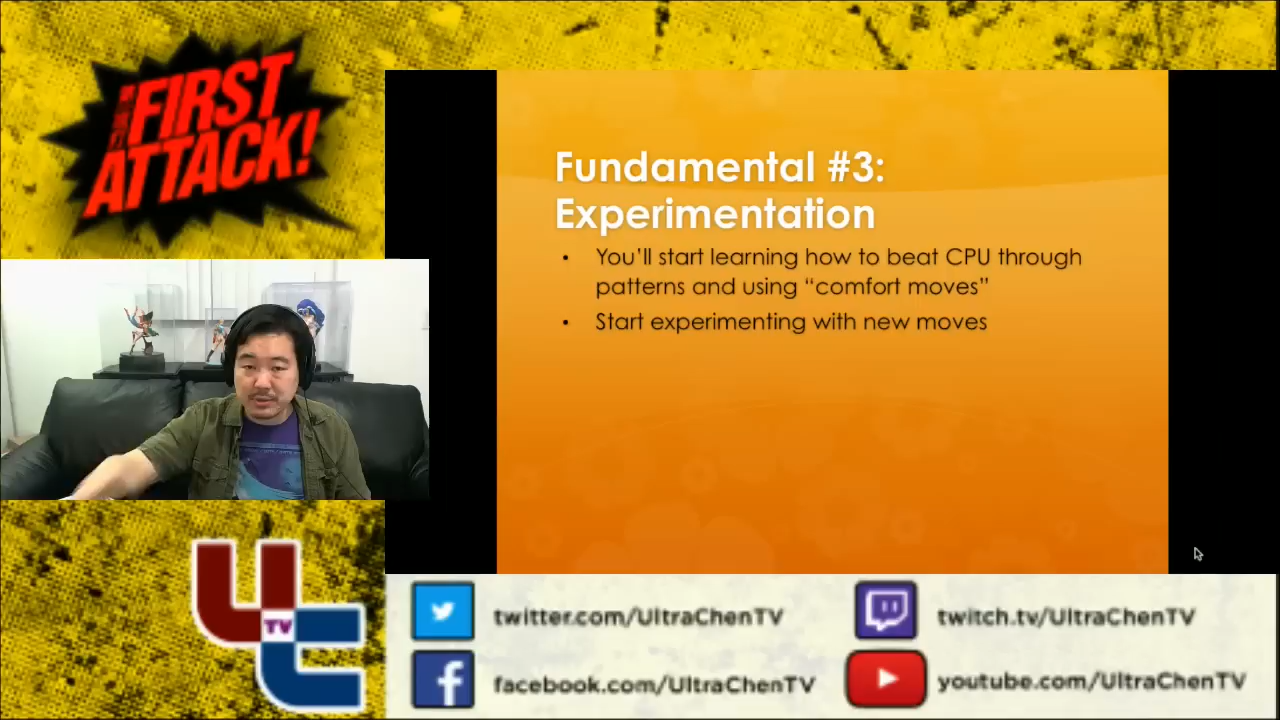 FIRST
ATTACK!
Fundamental #3:
Experimentation
• You’ll start learning how to beat CPU through
patterns and using “comfort moves”
• Start experimenting with new moves
UC
TV
twitter.com/UltraChenTV
twitch.tv/UltraChenTV
facebook.com/UltraChenTV
youtube.com/UltraChenTV